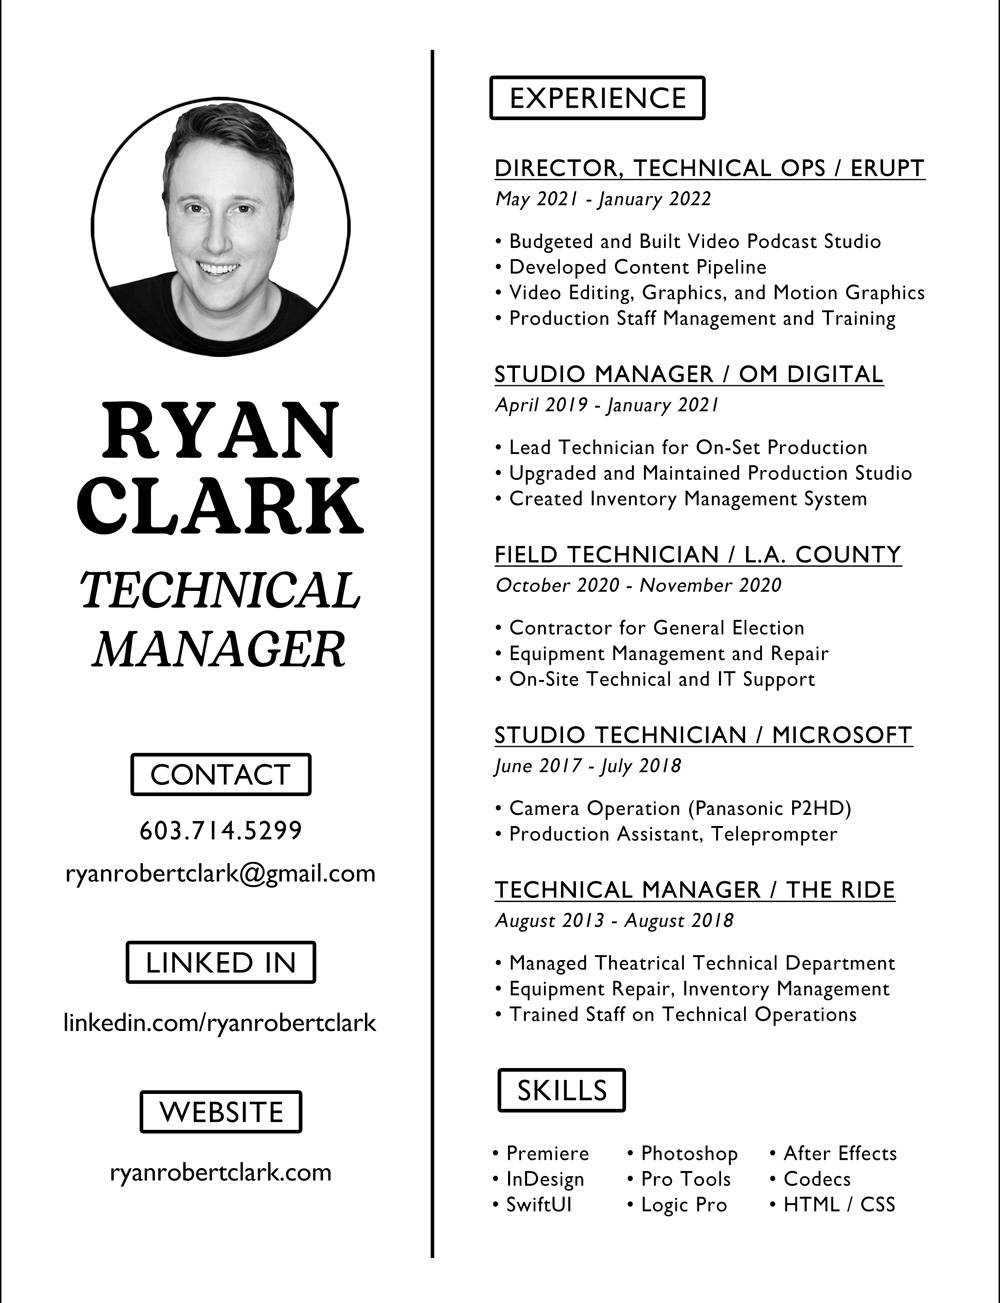 RYAN
CLARK
TECHNICAL
MANAGER
CONTACT
603.714.5299
ryanrobertclark@gmail.com
LINKED IN
linkedin.com/ryanrobertclark
WEBSITE
ryanrobertclark.com
EXPERIENCE
DIRECTOR, TECHNICAL OPS / ERUPT
May 2021 - January 2022
• Budgeted and Built Video Podcast Studio
• Developed Content Pipeline
• Video Editing, Graphics, and Motion Graphics
• Production Staff Management and Training
STUDIO MANAGER / OM DIGITAL
April 2019 - January 2021
• Lead Technician for On-Set Production
• Upgraded and Maintained Production Studio
• Created Inventory Management System
FIELD TECHNICIAN / L.A. COUNTY
October 2020 - November 2020
• Contractor for General Election
• Equipment Management and Repair
• On-Site Technical and IT Support
STUDIO TECHNICIAN / MICROSOFT
June 2017 - July 2018
• Camera Operation (Panasonic P2HD)
• Production Assistant, Teleprompter
TECHNICAL MANAGER / THE RIDE
August 2013 - August 2018
• Managed Theatrical Technical Department
• Equipment Repair, Inventory Management
• Trained Staff on Technical Operations
SKILLS
• Premiere • Photoshop • After Effects
• InDesign • Pro Tools • Codecs
• SwiftUI • Logic Pro • HTML / CSS